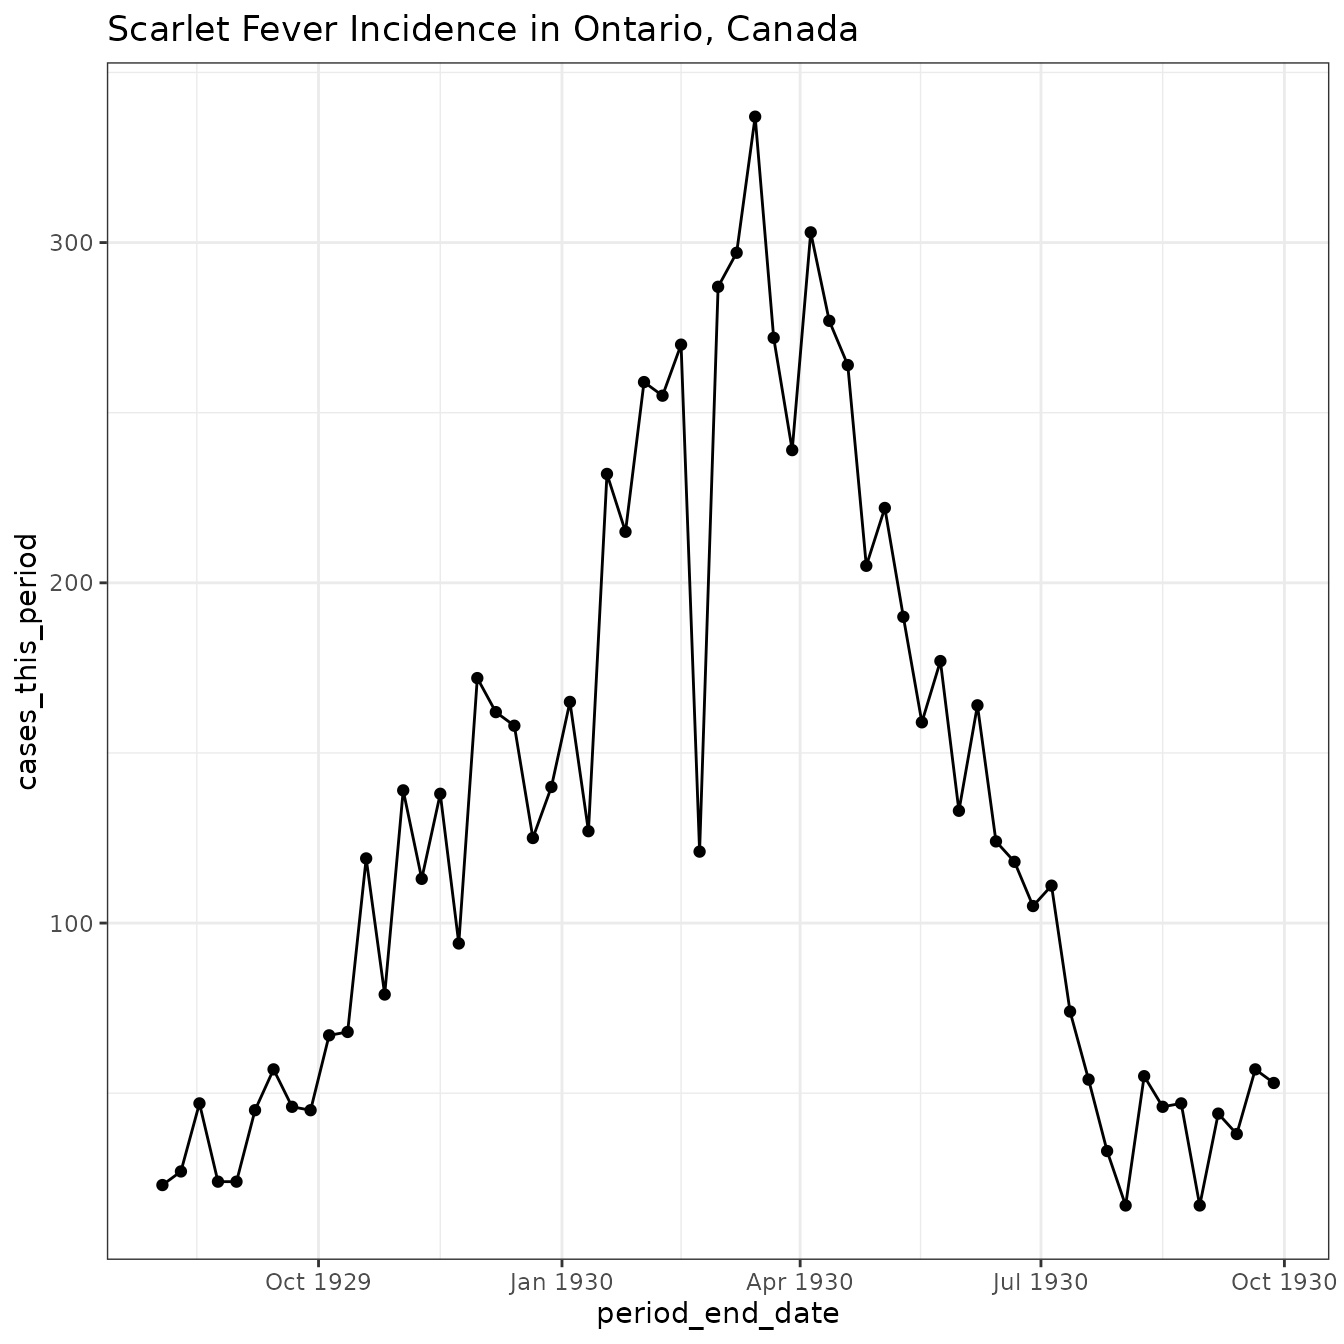 Scarlet Fever Incidence in Ontario, Canada
cases_this_period
300
200
100
Oct 1929 Jan 1930 Apr 1930 Jul 1930 Oct 1930
period_end_date